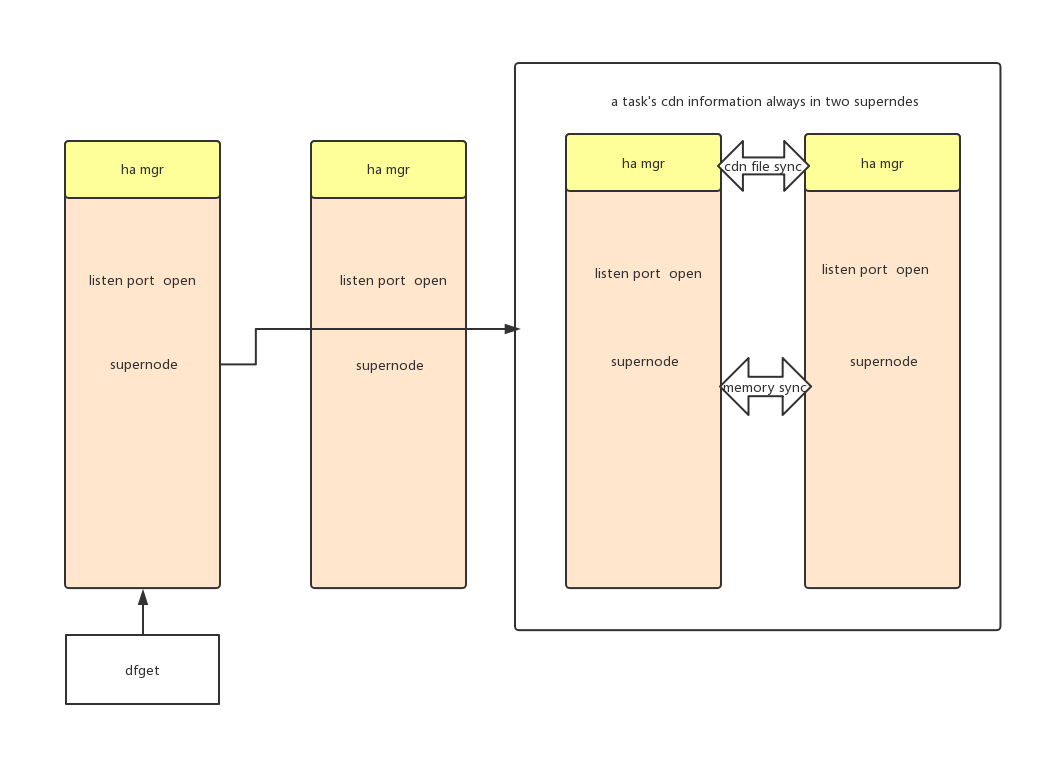 a task's cdn information always in two superndes
ha mgr
ha mgr
ha mgr
cdn file sync
ha mgr
listen port  open
listen port  open
listen port  open
listen port  open
supernode
supernode
supernode
memory sync
supernode
dfget